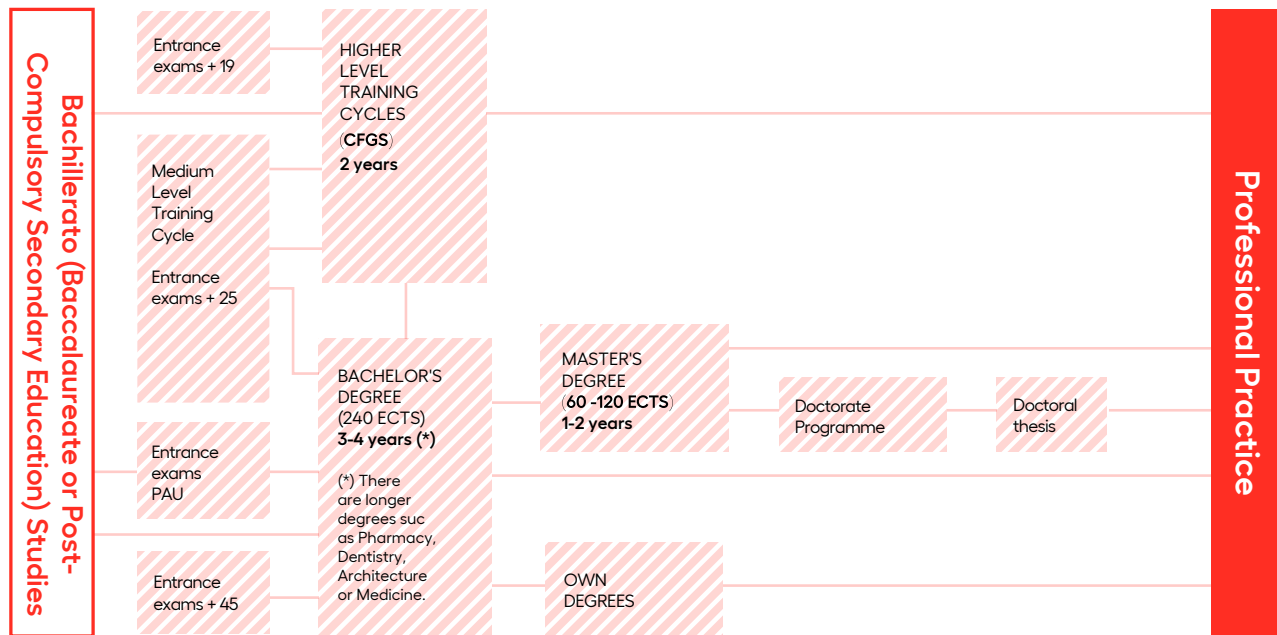 Bachillerato (Baccalaureate or Post-
Compulsory Secondary Education) Studies
Entrance
exams + 19
Medium
Level
Training
Cycle
Entrance
exams + 25
Entrance
exams
PAU
Entrance
exams + 45
HIGHER
LEVEL
TRAINING
CYCLES
(CFGS)
2 years
BACHELOR'S
DEGREE
(240 ECTS)
3-4 years (*)
(*) There
are longer
degrees suc
as Pharmacy,
Dentistry,
Architecture
or Medicine.
MASTER'S
DEGREE
(60 -120 ECTS)
1-2 years
OWN
DEGREES
Doctorate
Programme
Doctoral
thesis
Professional Practice